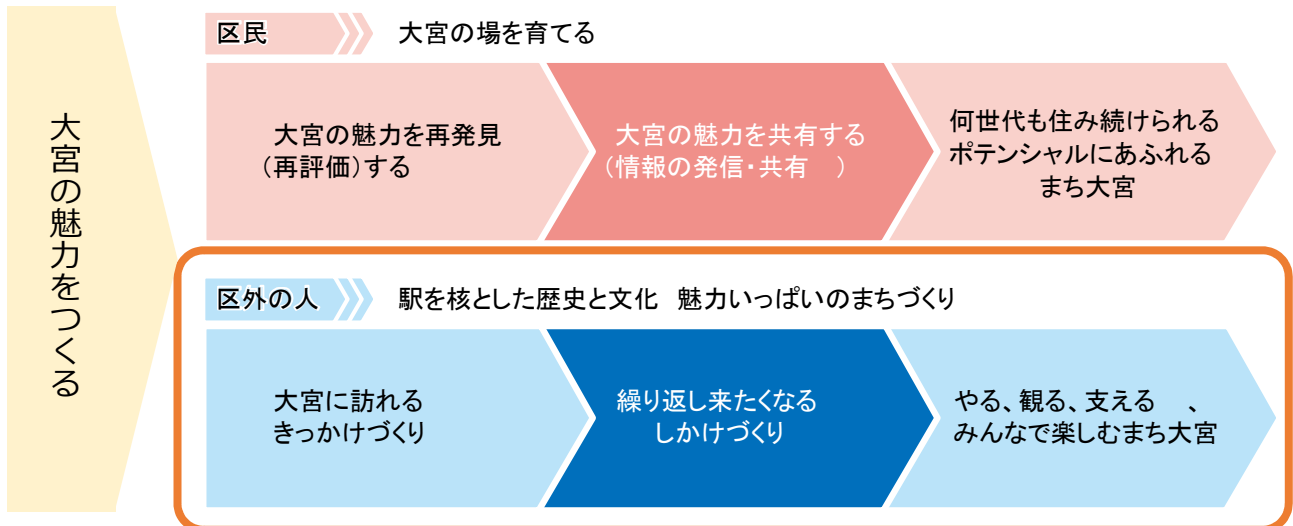 大宮の魅力をつくる
区民
大宮の場を育てる
大宮の魅力を再発見
（再評価）する
大宮の魅力を共有する
（情報の発信・共有　）
何世代も住み続けられる
ポテンシャルにあふれる
まち大宮
区外の人
駅を核とした歴史と文化　魅力いっぱいのまちづくり
大宮に訪れる
きっかけづくり
繰り返し来たくなる
しかけづくり
やる、観る、支える　、
みんなで楽しむまち大宮